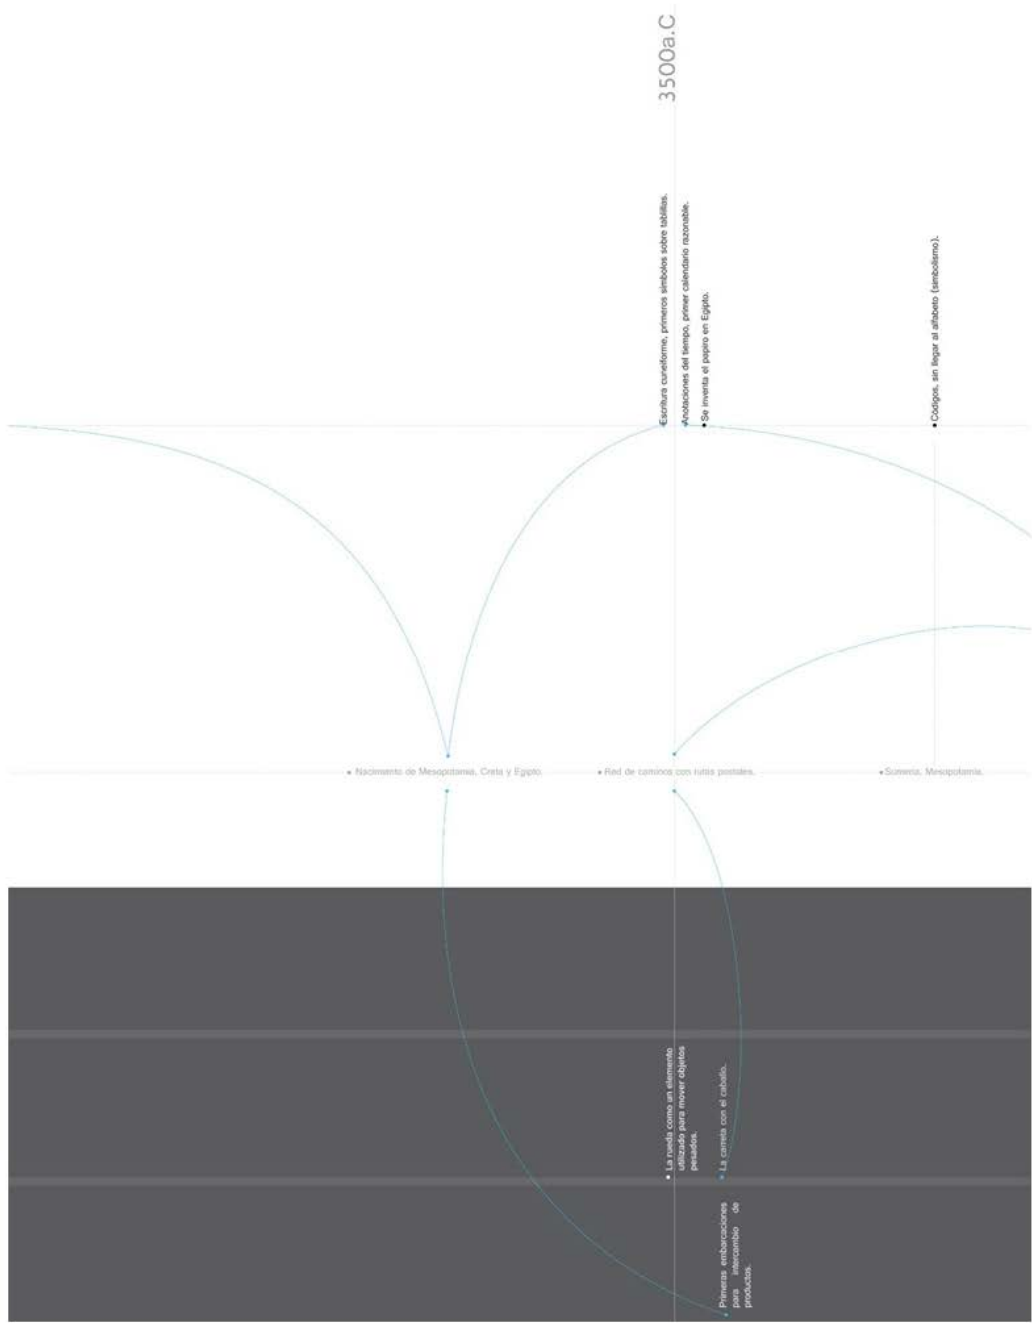 3500a.C
Escritura cuneiforme, primeros símbolos sobre tablillas.
Anotaciones del tiempo, primer calendario razonable.
Se inventa el papiro en Egipto.
Códigos, sin llegar al alfabeto (simbolismo).
Nacimiento de Mesopotamia, Creta y Egipto.
Red de caminos con rutas postales.
Sumeria, Mesopotamia.
La rueda como un elemento
utilizado para mover objetos
pesados.
La carreta con el caballo.
Primeras embarcaciones
para intercambio de
productos.